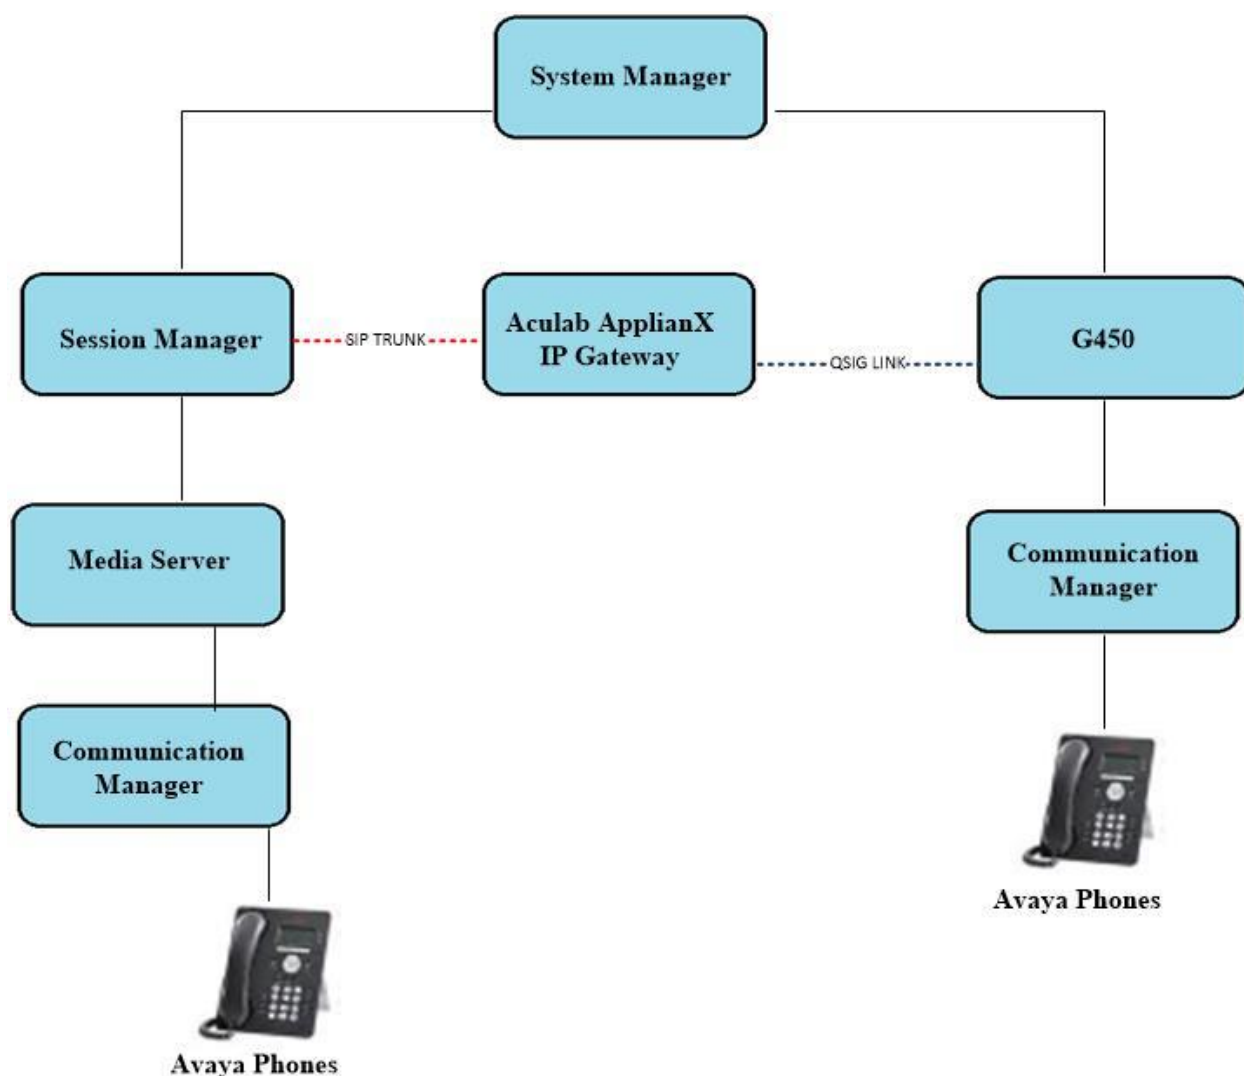 System Manager
Session Manager
SIP TRUNK
Aculab ApplianX
IP Gateway
QSIG LINK
G450
Media Server
Communication
Manager
Communication
Manager
Avaya Phones
Avaya Phones